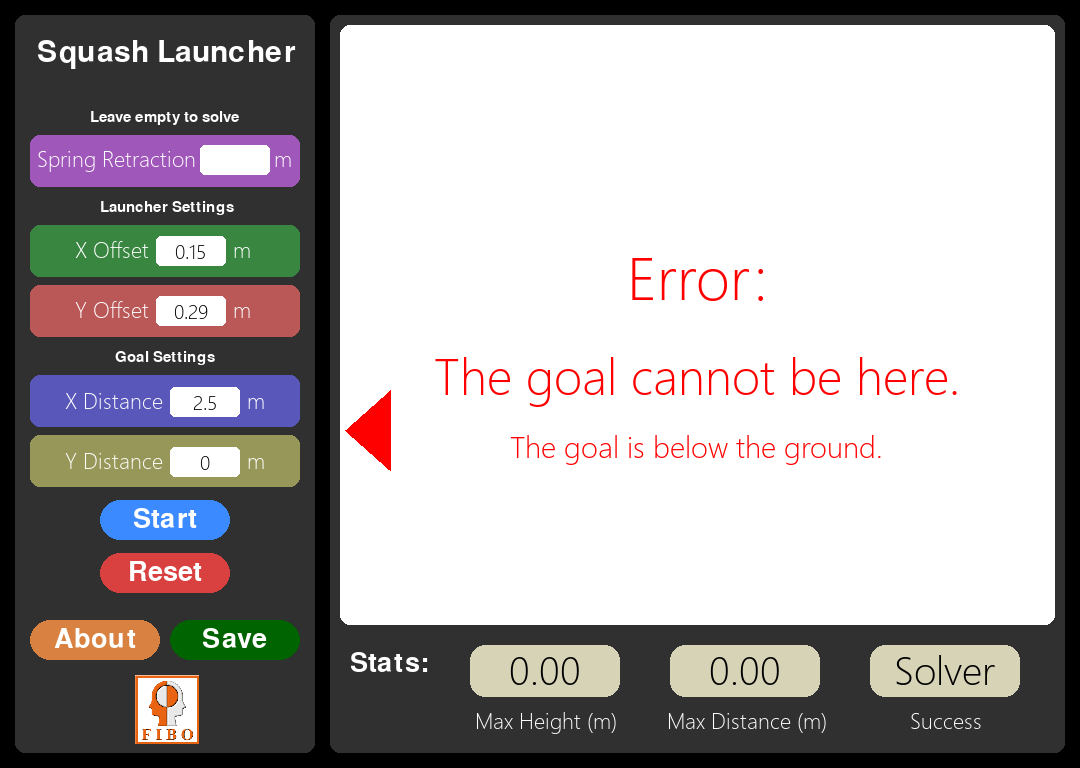 Squash Launcher
Leave empty to solve
Spring Retraction m
Launcher Settings
X Offset 0.15 m
Y Offset 0.29 m
Goal Settings
X Distance 2.5 m
Y Distance 0 m
Start
Reset
About Save
FIBO
Error:
The goal cannot be here.
The goal is below the ground.
Stats: 0.00 0.00 Solver
Max Height (m) Max Distance (m) Success